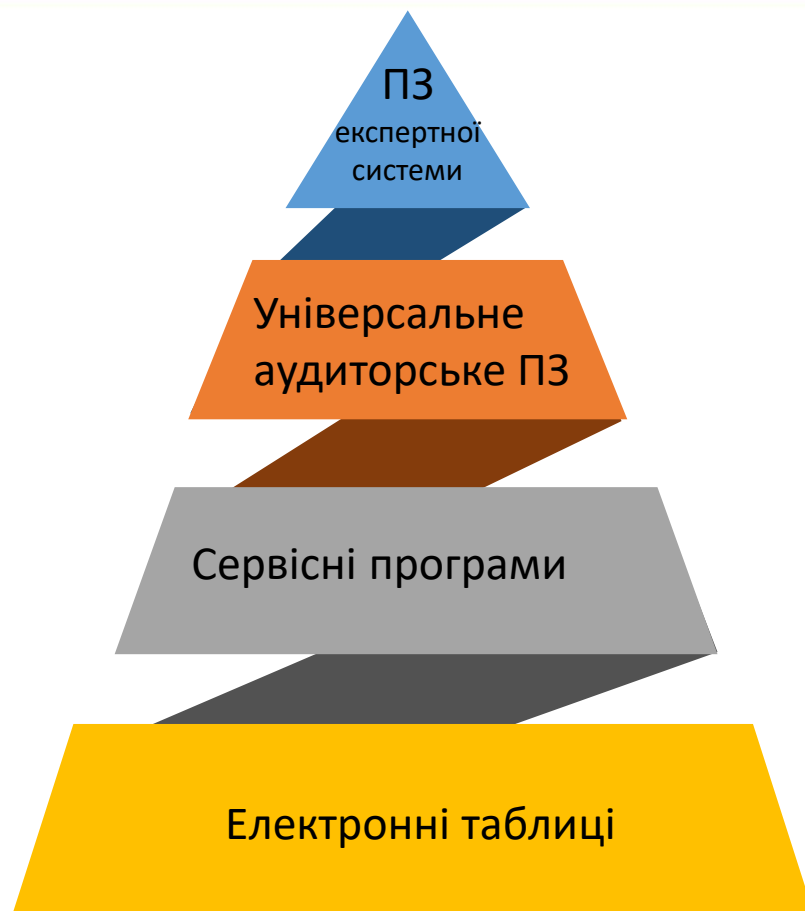 ПЗ
експертної
системи
Універсальне
аудиторське ПЗ
Сервісні програми
Електронні таблиці